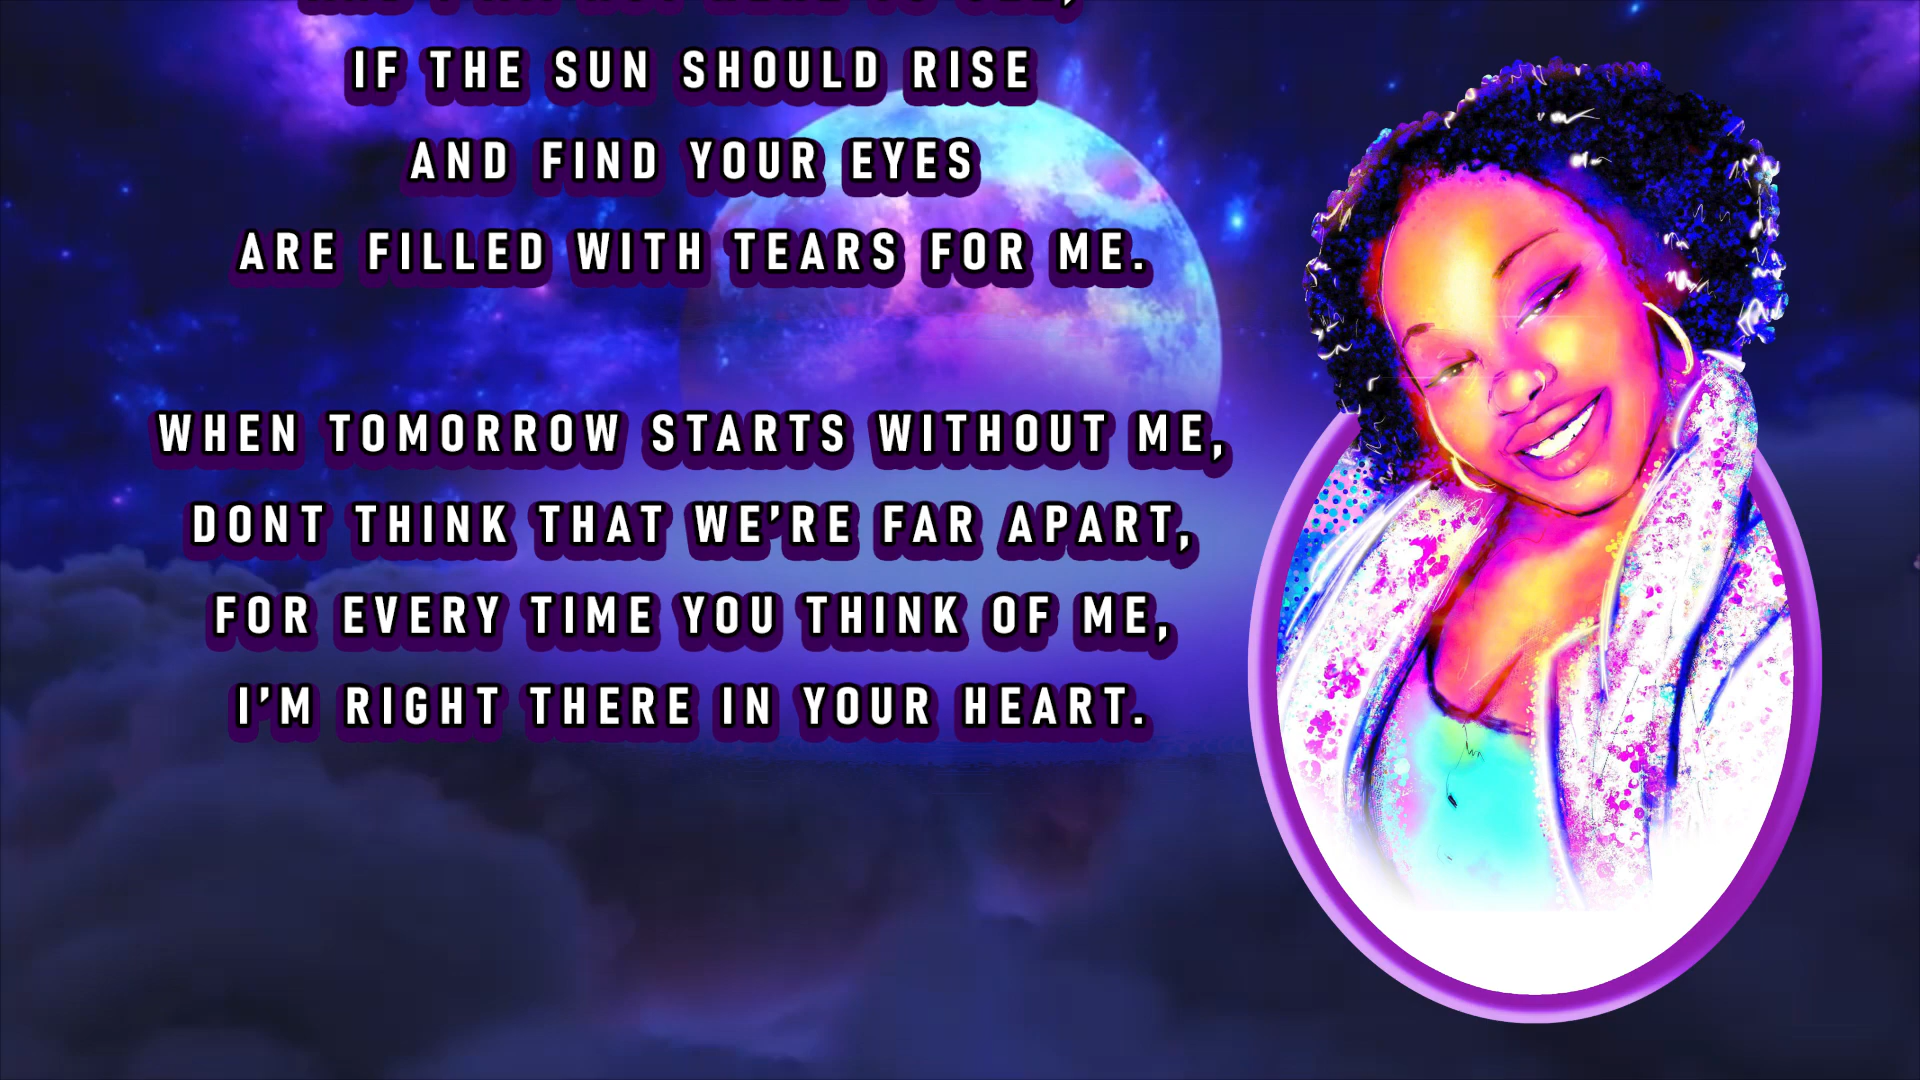 IF THE SUN SHOULD RISE
AND FIND YOUR EYES
ARE FILLED WITH TEARS FOR ME.
WHEN TOMORROW STARTS WITHOUT ME,
DONT THINK THAT WE'RE FAR APART,
FOR EVERY TIME YOU THINK OF ME,
I'M RIGHT THERE IN YOUR HEART.